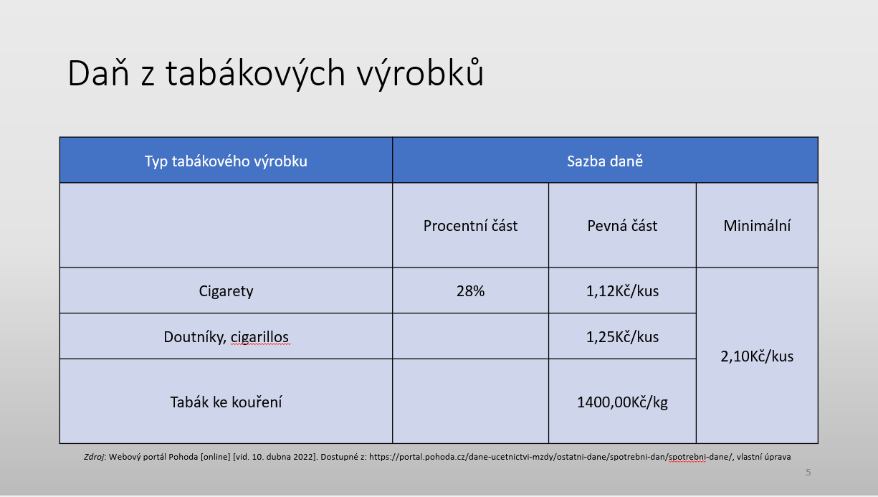 Daň z tabákových výrobků
Typ tabákového výrobku Sazba daně
Procentní část Pevná část Minimální
Cigarety 28% 1,12Kč/kus
Doutníky, cigarillos 1,25Kč/kus
2,10Kč/kus
Tabák ke kouření 1400,00Kč/kg
Zdroj: Webový portál Pohoda [online] [vid. 10. dubna 2022]. Dostupné z: https://portal.pohoda.cz/dane-ucetnictvi-mzdy/ostatni-dane/spotrebni-dan/spotrebni-dane/, vlastní úprava
5